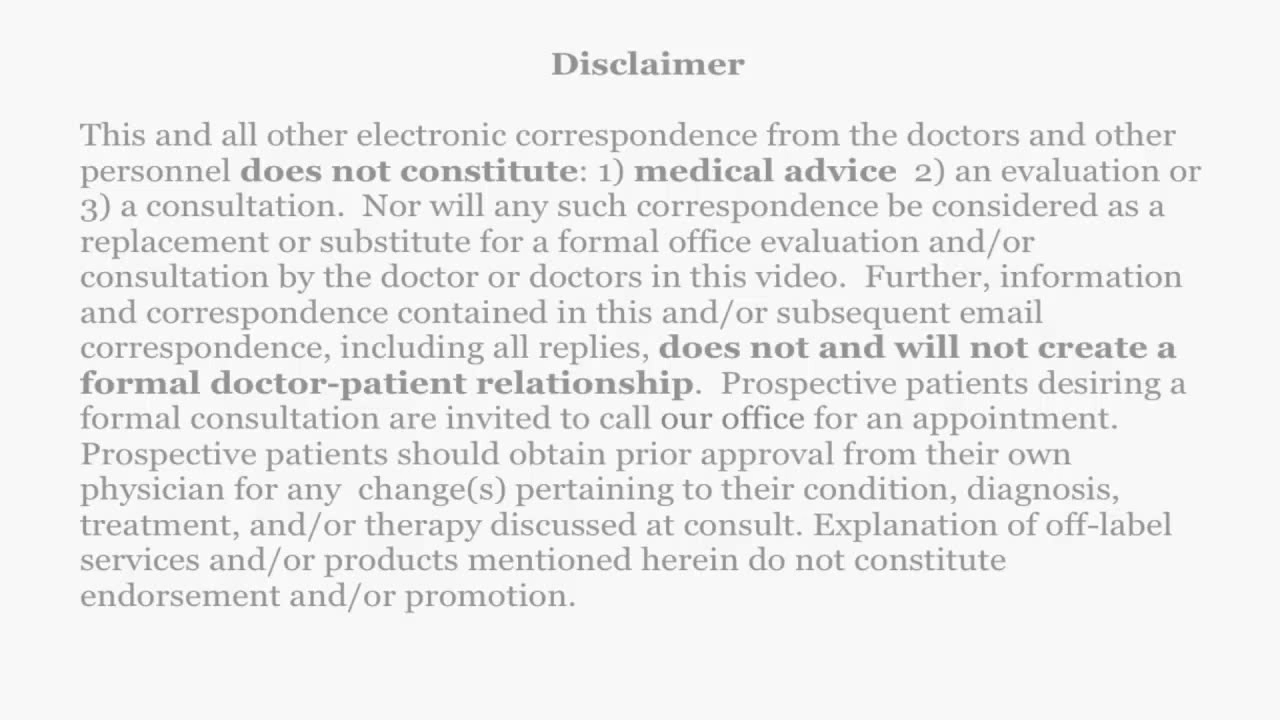 Disclaimer
This and all other electronic correspondence from the doctors and other
personnel does not constitute: 1) medical advice  2) an evaluation or
3) a consultation.  Nor will any such correspondence be considered as a
replacement or substitute for a formal office evaluation and/or
consultation by the doctor or doctors in this video.  Further, information
and correspondence contained in this and/or subsequent email
correspondence, including all replies, does not and will not create a
formal doctor-patient relationship.  Prospective patients desiring a
formal consultation are invited to call our office for an appointment.
Prospective patients should obtain prior approval from their own
physician for any  change(s) pertaining to their condition, diagnosis,
treatment, and/or therapy discussed at consult. Explanation of off-label
services and/or products mentioned herein do not constitute
endorsement and/or promotion.